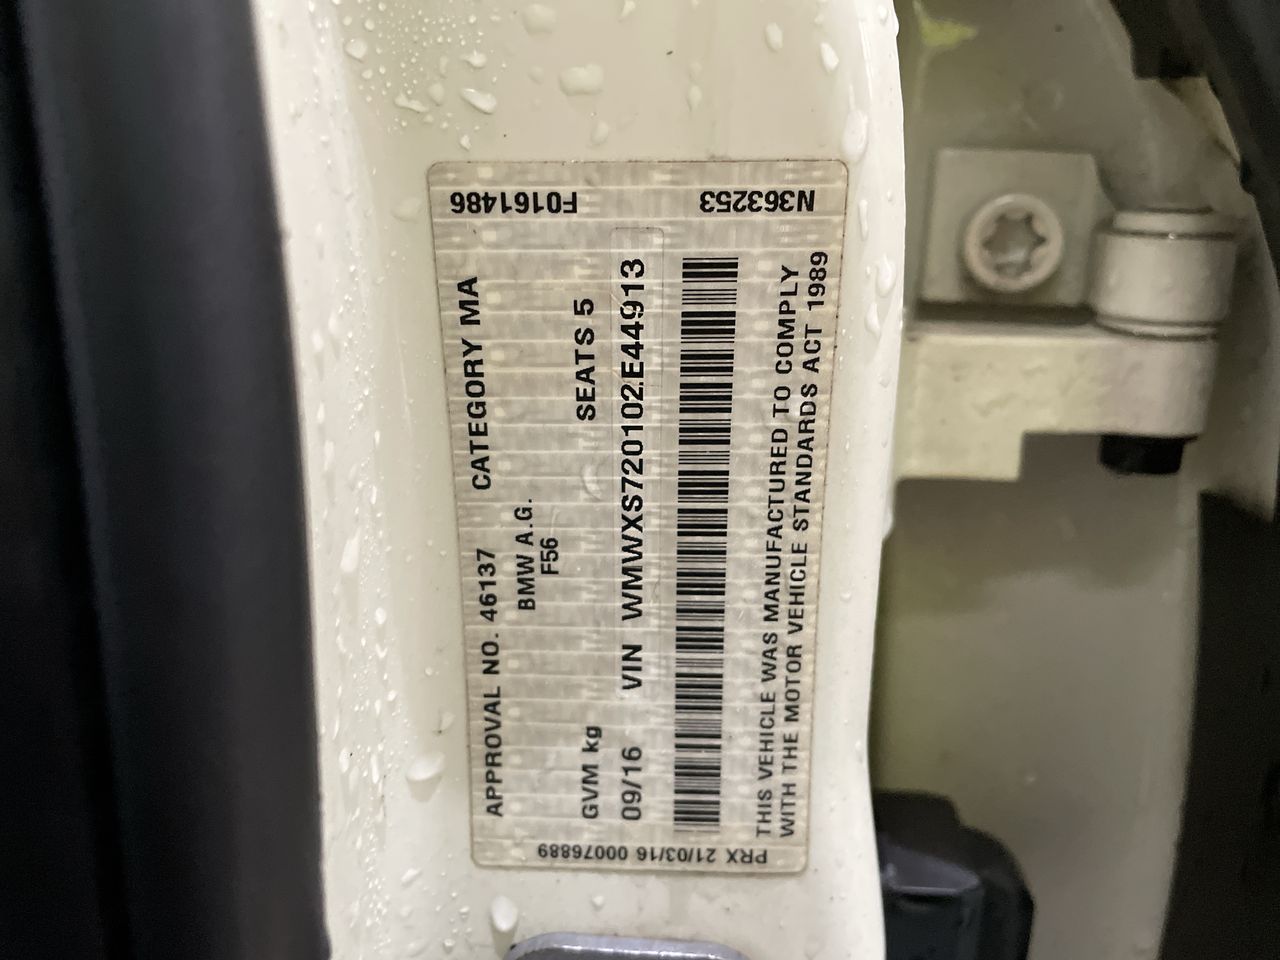 F0161486
N363253
APPROVAL NO. 46137 CATEGORY MA
BMW A.G.
F56
GVM kg SEATS 5
09/16 VIN WMWXS720102E44913
THIS VEHICLE WAS MANUFACTURED TO COMPLY
WITH THE MOTOR VEHICLE STANDARDS ACT 1989
PRX 21/03/16 00076889